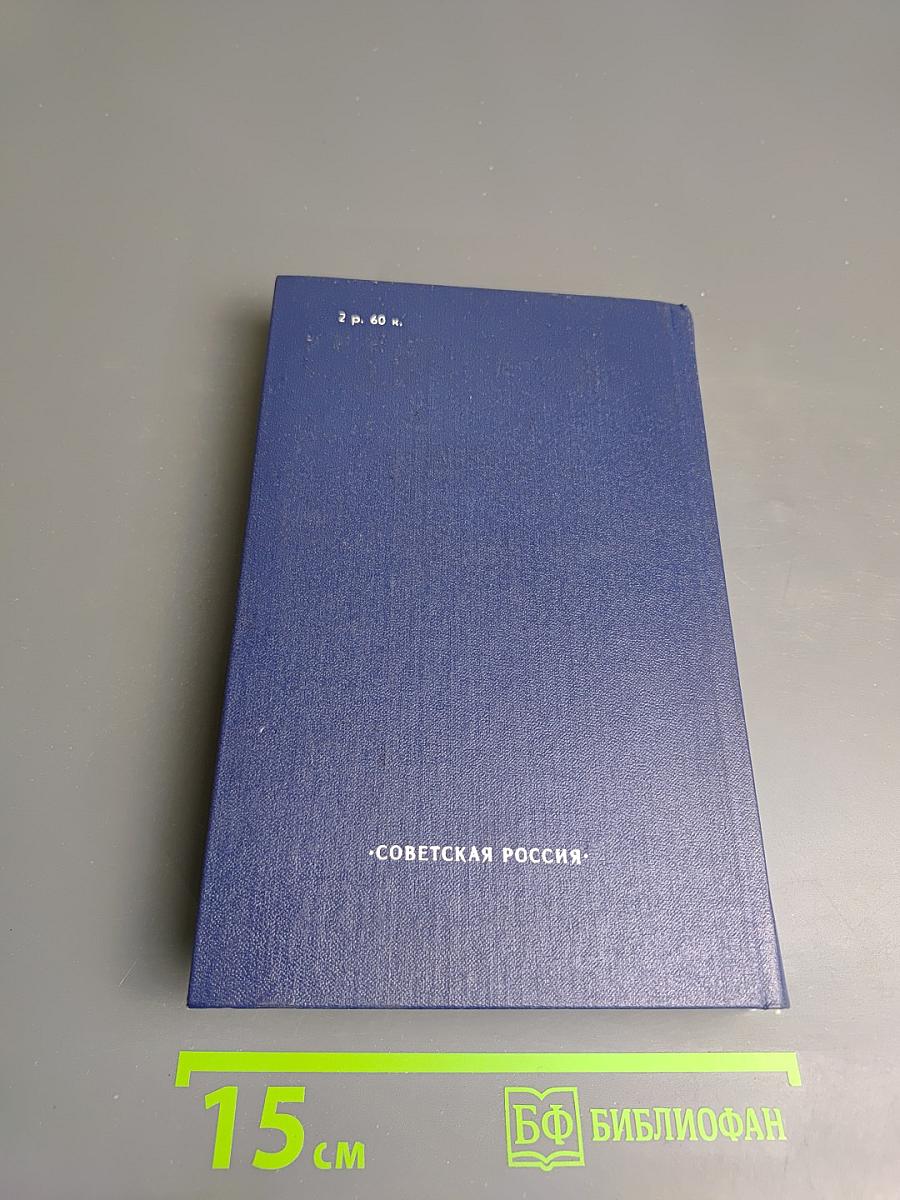 2 р. 60 к.
·СОВЕТСКАЯ РОССИЯ·
15 см
БФ БИБЛИОФАН